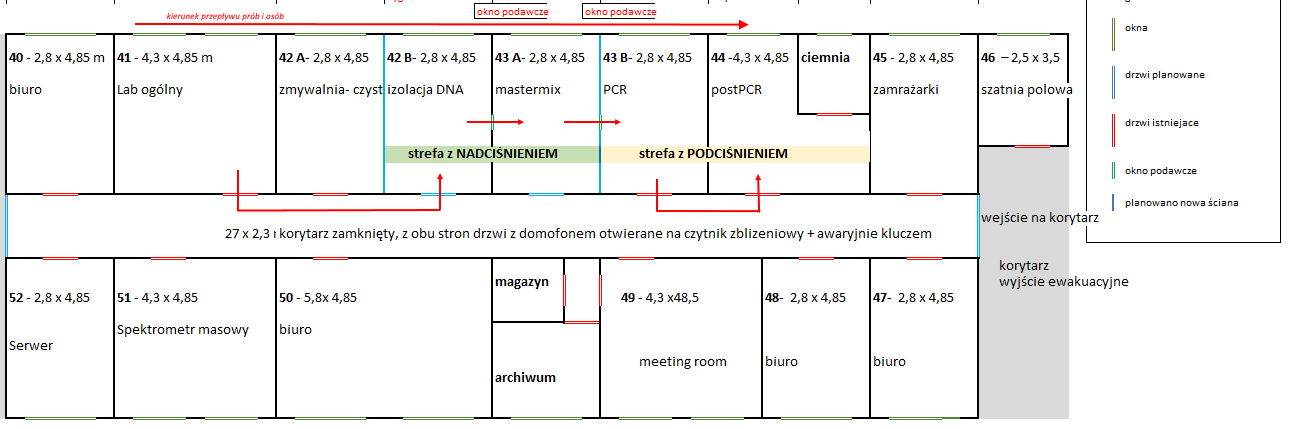 kierunek przepływu prób i osób
okno podawcze
okno podawcze
40 - 2,8 x 4,85 m
biuro
41 - 4,3 x 4,85 m
Lab ogólny
42 A- 2,8 x 4,85
zmywalnia- czyst
42 B- 2,8 x 4,85
izolacja DNA
43 A- 2,8 x 4,85
mastermix
43 B- 2,8 x 4,85
PCR
44 -4,3 x 4,85
postPCR
ciemnia
45 - 2,8 x 4,85
zamrażarki
46 – 2,5 x 3,5
szatnia polowa
strefa z NADCIŚNIENIEM
strefa z PODCIŚNIENIEM
27 x 2,3 korytarz zamknięty, z obu stron drzwi z domofonem otwierane na czytnik zblizeniowy + awaryjnie kluczem
wejście na korytarz
korytarz
wyjście ewakuacyjne
52 - 2,8 x 4,85
Serwer
51 - 4,3 x 4,85
Spektrometr masowy
50 - 5,8x 4,85
biuro
magazyn
archiwum
49 - 4,3 x48,5
meeting room
48- 2,8 x 4,85
biuro
47- 2,8 x 4,85
biuro
okna
drzwi planowane
drzwi istniejace
okno podawcze
planowano nowa ściana